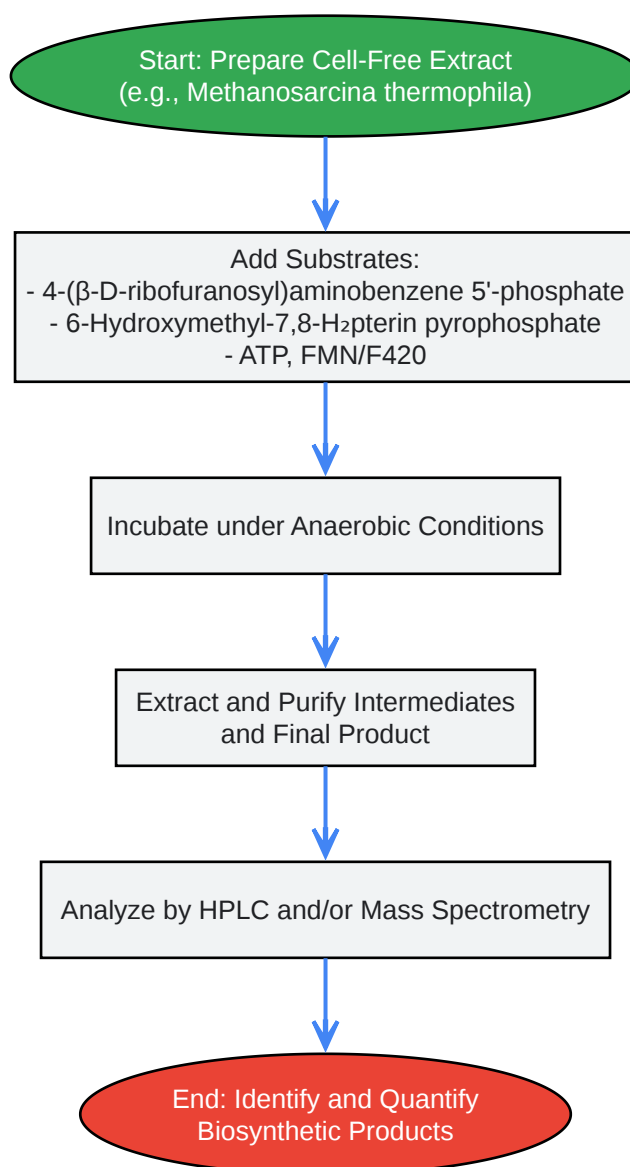 Start: Prepare Cell-Free Extract
(e.g., Methanosarcina thermophila)
Add Substrates:
- 4-(β-D-ribofuranosyl)aminobenzene 5'-phosphate
- 6-Hydroxymethyl-7,8-H₂pterin pyrophosphate
- ATP, FMN/F420
Incubate under Anaerobic Conditions
Extract and Purify Intermediates
and Final Product
Analyze by HPLC and/or Mass Spectrometry
End: Identify and Quantify
Biosynthetic Products